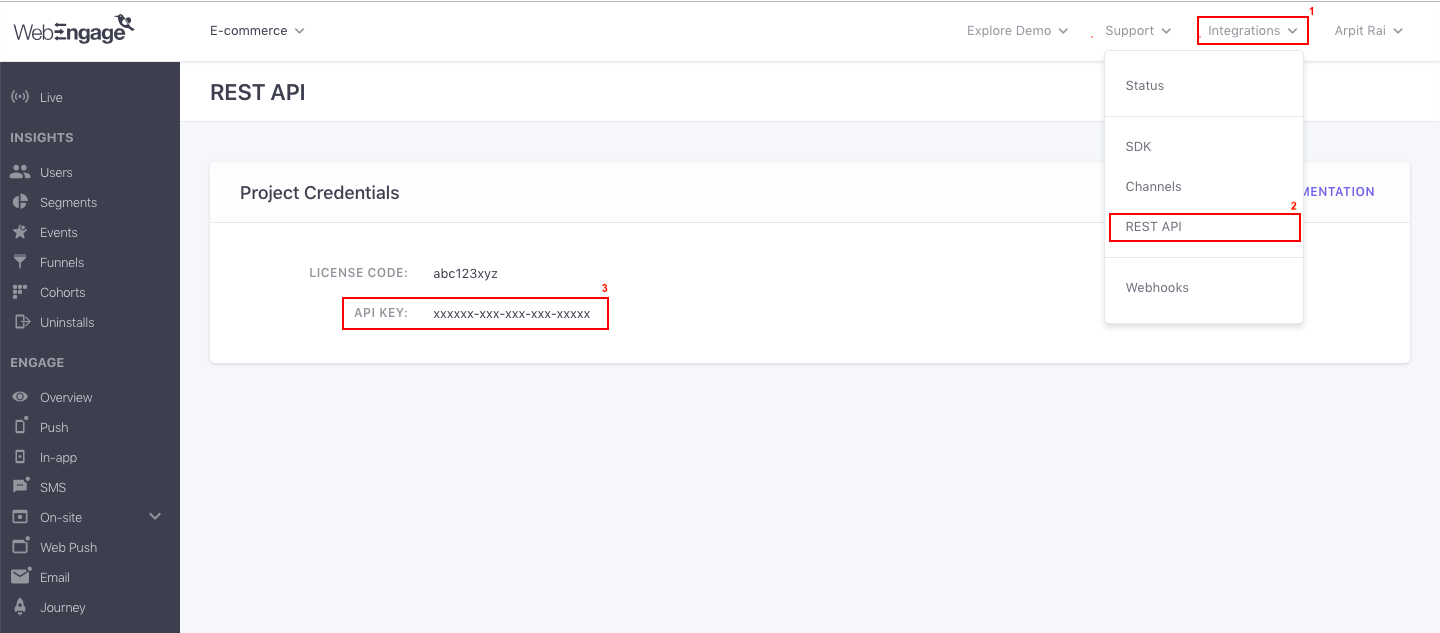 WebEngage
E-commerce
Explore Demo
Support
1
Integrations
Arpit Rai
Live
INSIGHTS
Users
Segments
Events
Funnels
Cohorts
Uninstalls
ENGAGE
Overview
Push
In-app
SMS
On-site
Web Push
Email
Journey
REST API
Project Credentials
MENTATION
LICENSE CODE: abc123xyz
3
API KEY: xxxxxx-xxx-xxx-xxx-xxxxx
Status
SDK
Channels
2
REST API
Webhooks